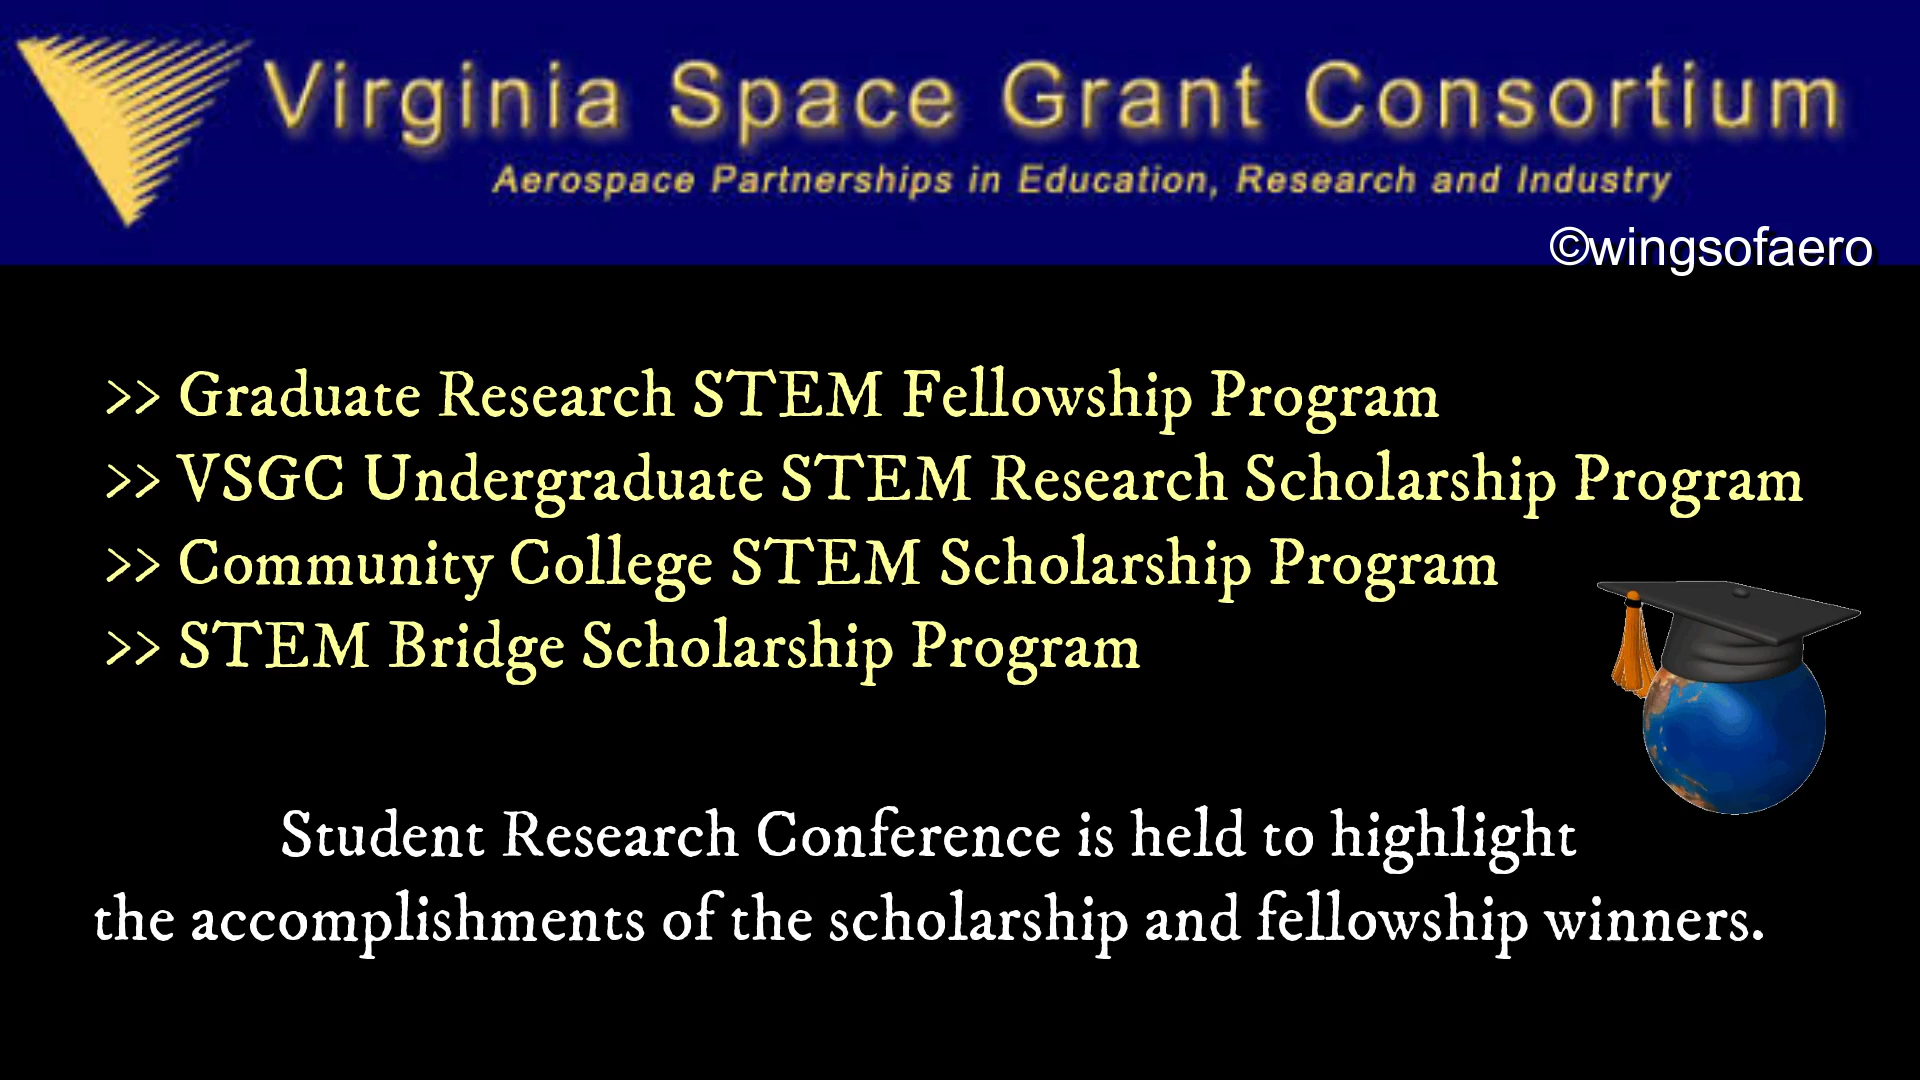 Virginia Space Grant Consortium
Aerospace Partnerships in Education, Research and Industry
©wingsofaero
>> Graduate Research STEM Fellowship Program
>> VSGC Undergraduate STEM Research Scholarship Program
>> Community College STEM Scholarship Program
>> STEM Bridge Scholarship Program
Student Research Conference is held to highlight
the accomplishments of the scholarship and fellowship winners.